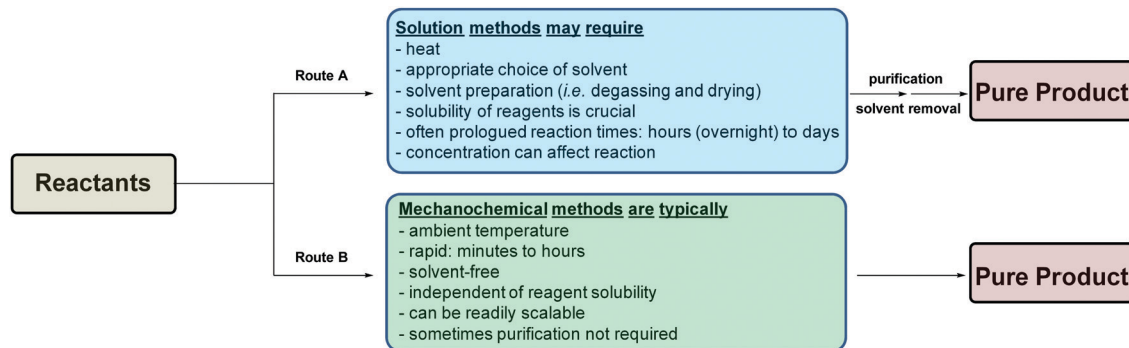 Reactants
Route A
Solution methods may require
- heat
- appropriate choice of solvent
- solvent preparation (i.e. degassing and drying)
- solubility of reagents is crucial
- often prologued reaction times: hours (overnight) to days
- concentration can affect reaction
purification
solvent removal
Pure Product
Route B
Mechanochemical methods are typically
- ambient temperature
- rapid: minutes to hours
- solvent-free
- independent of reagent solubility
- can be readily scalable
- sometimes purification not required
Pure Product